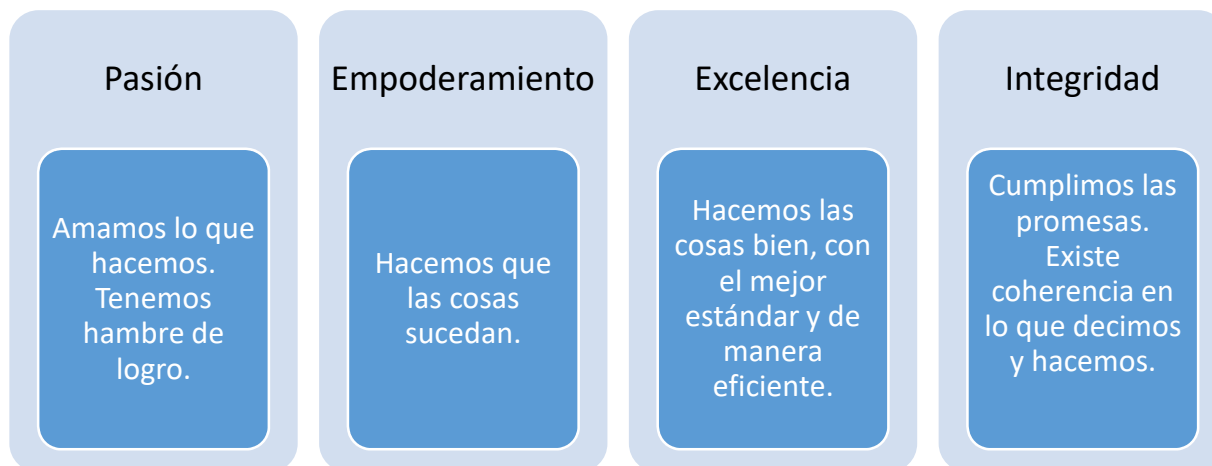 Pasión
Amamos lo que
hacemos.
Tenemos
hambre de
logro.
Empoderamiento
Hacemos que
las cosas
sucedan.
Excelencia
Hacemos las
cosas bien, con
el mejor
estándar y de
manera
eficiente.
Integridad
Cumplimos las
promesas.
Existe
coherencia en
lo que decimos
y hacemos.